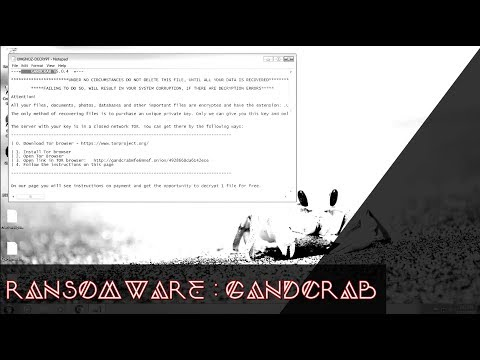 - Notepad
File Edit Format View Help
GANDCRAB V5.0.4
UNDER NO CIRCUMSTANCES DO NOT DELETE THIS FILE, UNTIL ALL YOUR DATA IS RECOVERED
FAILING TO DO SO, WILL RESULT IN YOUR SYSTEM CORRUPTION, IF THERE ARE DECRYPTION ERRORS
Attention!
All your files, documents, photos, databases and other important files are encrypted and have the extension:
The only method of recovering files is to purchase an unique private key. Only we can give you this key and onl
The server with your key is in a closed network TOR. You can get there by the following ways:
| 0. Download Tor browser - https://www.torproject.org/
| 1. Install Tor browser
| 2. Open Tor Browser
| 3. Open link in TOR browser:
| 4. Follow the instructions on this page
On our page you will see instructions on payment and get the opportunity to decrypt 1 file for free.
RANSOMWARE : GANDCRAB